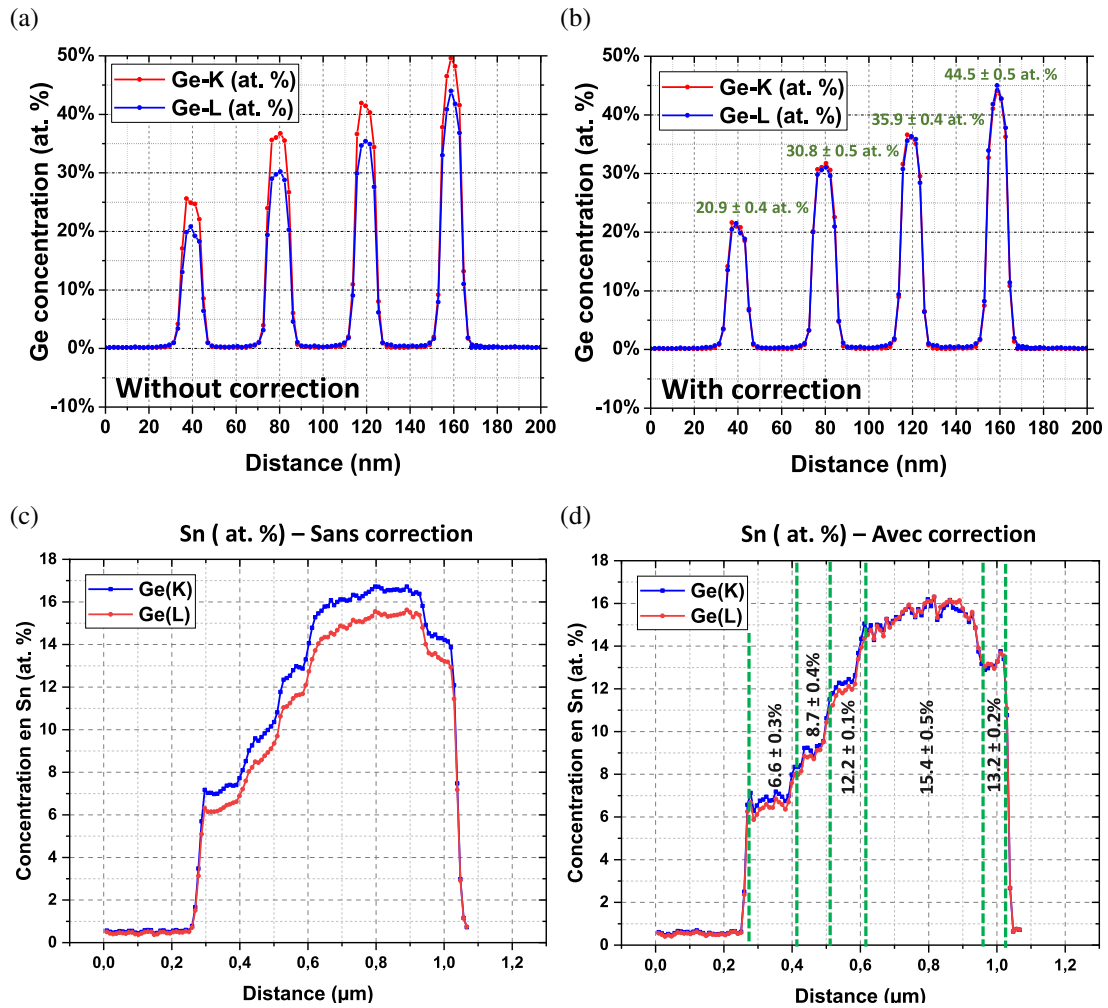 (a)
50%
40%
30%
20%
10%
0%
-10%
Ge concentration (at. %)
Ge-K (at. %)
Ge-L (at. %)
Without correction
0 20 40 60 80 100 120 140 160 180 200
Distance (nm)
(b)
50%
40%
30%
20%
10%
0%
-10%
Ge concentration (at. %)
Ge-K (at. %)
Ge-L (at. %)
44.5 ± 0.5 at. %
35.9 ± 0.4 at. %
30.8 ± 0.5 at. %
20.9 ± 0.4 at. %
With correction
0 20 40 60 80 100 120 140 160 180 200
Distance (nm)
(c)
Sn ( at. %) – Sans correction
18
16
14
12
10
8
6
4
2
0
Concentration en Sn (at. %)
Ge(K)
Ge(L)
0,0 0,2 0,4 0,6 0,8 1,0 1,2
Distance (µm)
(d)
Sn ( at. %) – Avec correction
18
16
14
12
10
8
6
4
2
0
Concentration en Sn (at. %)
Ge(K)
Ge(L)
6.6 ± 0.3%
8.7 ± 0.4%
12.2 ± 0.1%
15.4 ± 0.5%
13.2 ± 0.2%
0,0 0,2 0,4 0,6 0,8 1,0 1,2
Distance (µm)